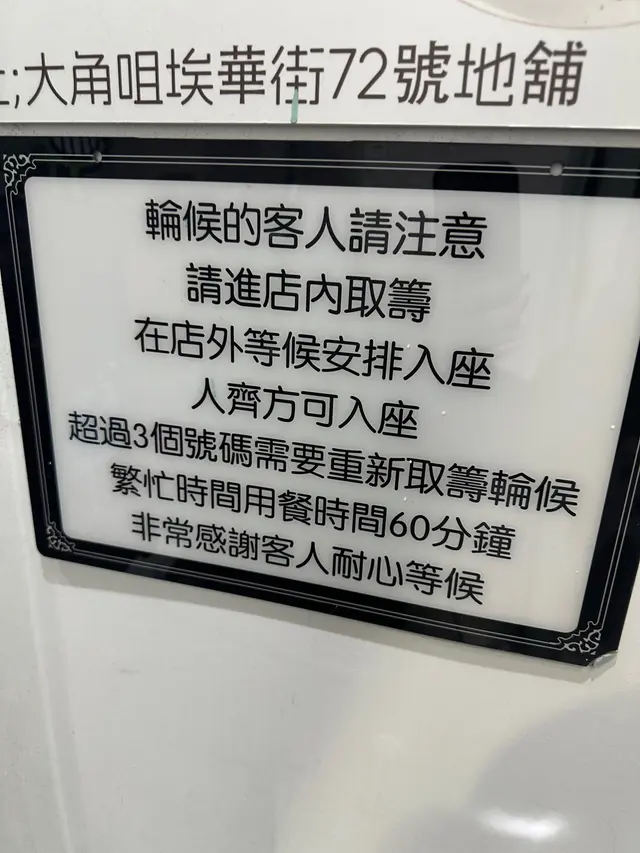 ;大角咀埃華街72號地舖
輪候的客人請注意
請進店內取籌
在店外等候安排入座
人齊方可入座
超過3個號碼需要重新取籌輪候
繁忙時間用餐時間60分鐘
非常感謝客人耐心等候